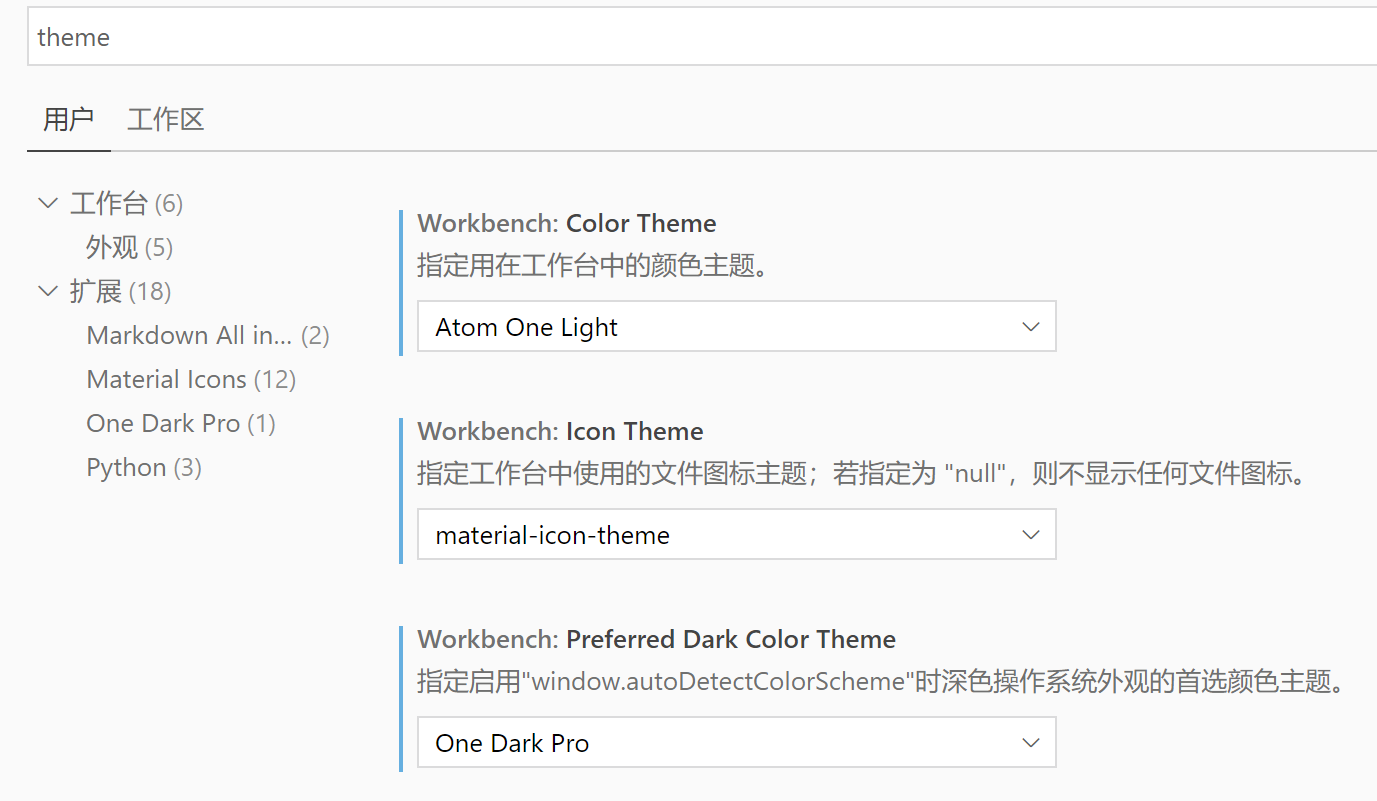 theme
用户 工作区
工作台 (6)
外观 (5)
扩展 (18)
Markdown All in... (2)
Material Icons (12)
One Dark Pro (1)
Python (3)
Workbench: Color Theme
指定用在工作台中的颜色主题。
Atom One Light
Workbench: Icon Theme
指定工作台中使用的文件图标主题；若指定为 "null"，则不显示任何文件图标。
material-icon-theme
Workbench: Preferred Dark Color Theme
指定启用"window.autoDetectColorScheme"时深色操作系统外观的首选颜色主题。
One Dark Pro